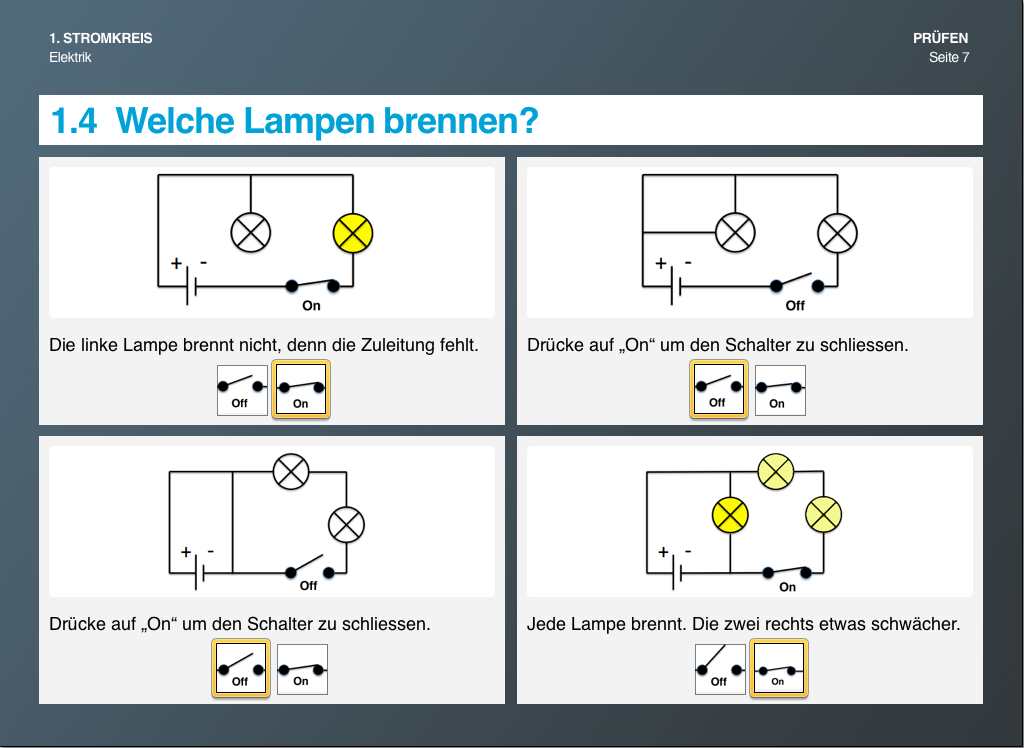 1. STROMKREIS
Elektrik
PRÜFEN
Seite 7
1.4 Welche Lampen brennen?
+ -
On
Die linke Lampe brennt nicht, denn die Zuleitung fehlt.
Off On
+ -
Off
Drücke auf „On“ um den Schalter zu schliessen.
Off On
+ -
Off
Drücke auf „On“ um den Schalter zu schliessen.
Off On
+ -
On
Jede Lampe brennt. Die zwei rechts etwas schwächer.
Off On